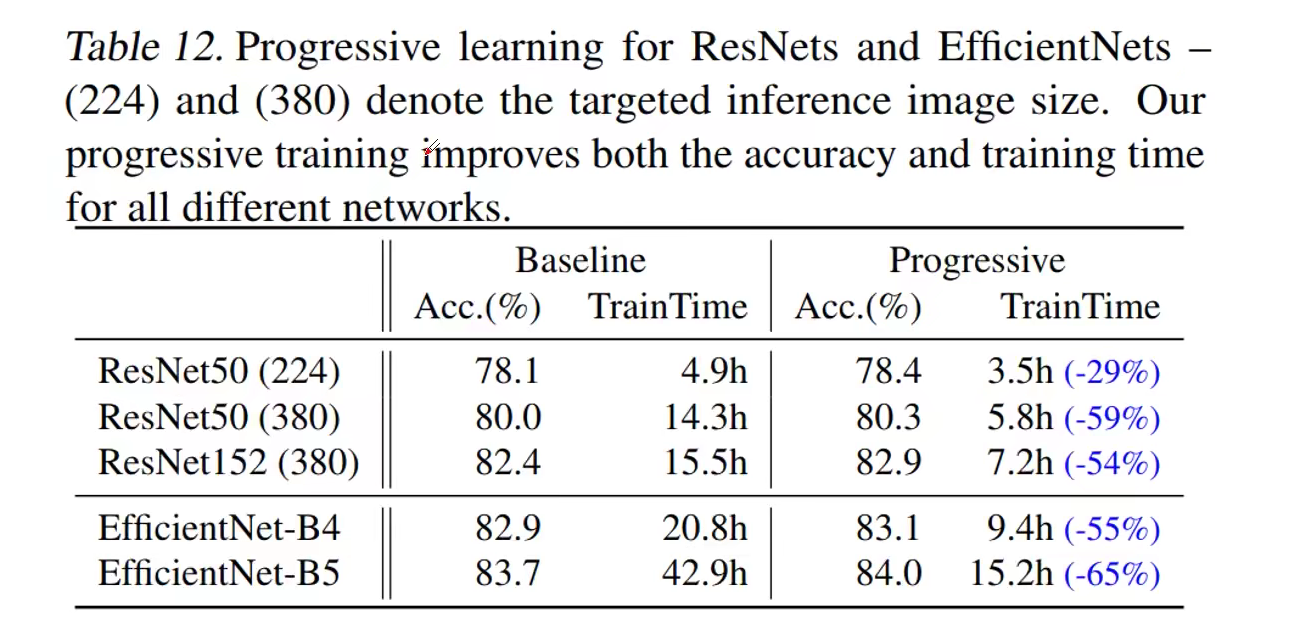 Table 12. Progressive learning for ResNets and EfficientNets –
(224) and (380) denote the targeted inference image size. Our
progressive training improves both the accuracy and training time
for all different networks.
Baseline Progressive
Acc.(%) TrainTime Acc.(%) TrainTime
ResNet50 (224) 78.1 4.9h 78.4 3.5h (-29%)
ResNet50 (380) 80.0 14.3h 80.3 5.8h (-59%)
ResNet152 (380) 82.4 15.5h 82.9 7.2h (-54%)
EfficientNet-B4 82.9 20.8h 83.1 9.4h (-55%)
EfficientNet-B5 83.7 42.9h 84.0 15.2h (-65%)